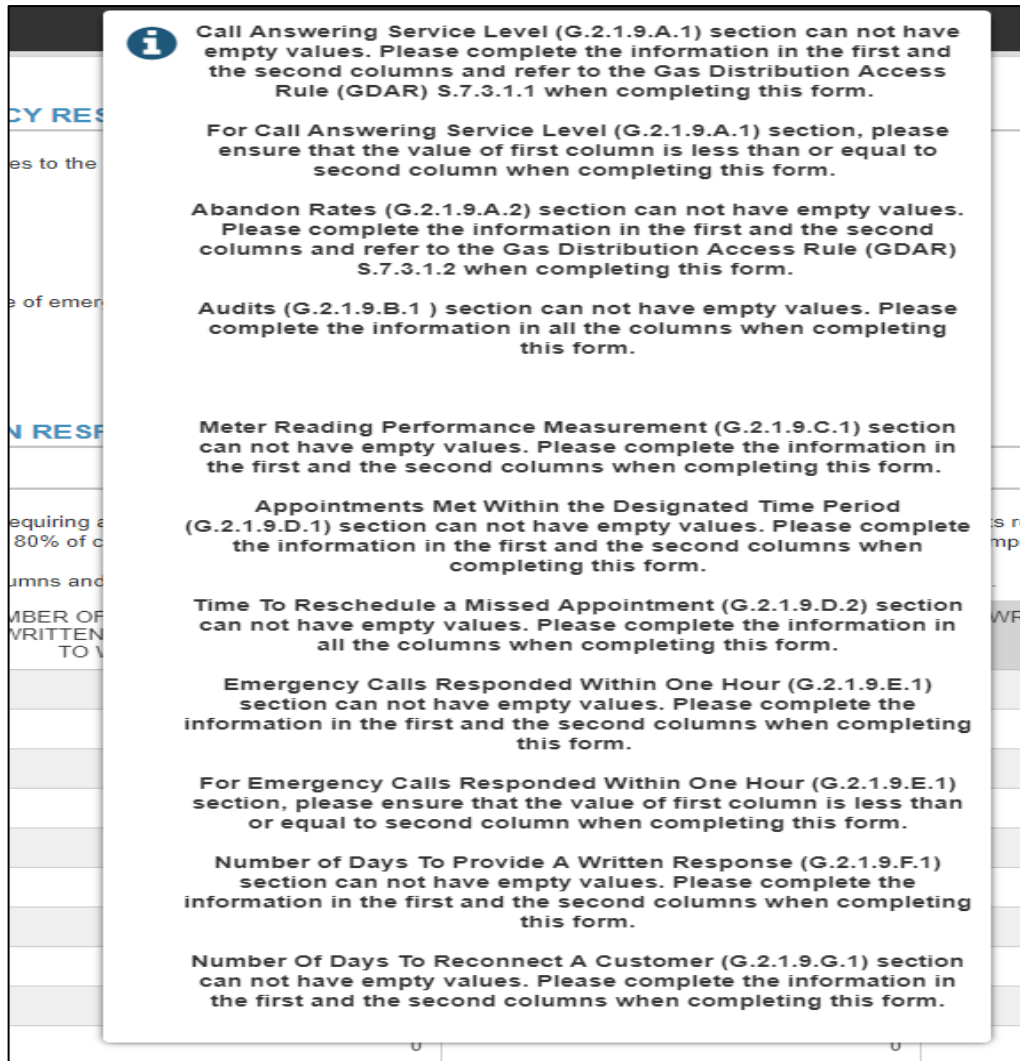 Call Answering Service Level (G.2.1.9.A.1) section can not have
empty values. Please complete the information in the first and
the second columns and refer to the Gas Distribution Access
Rule (GDAR) S.7.3.1.1 when completing this form.
For Call Answering Service Level (G.2.1.9.A.1) section, please
ensure that the value of first column is less than or equal to
second column when completing this form.
Abandon Rates (G.2.1.9.A.2) section can not have empty values.
Please complete the information in the first and the second
columns and refer to the Gas Distribution Access Rule (GDAR)
S.7.3.1.2 when completing this form.
Audits (G.2.1.9.B.1 ) section can not have empty values. Please
complete the information in all the columns when completing
this form.
Meter Reading Performance Measurement (G.2.1.9.C.1) section
can not have empty values. Please complete the information in
the first and the second columns when completing this form.
Appointments Met Within the Designated Time Period
(G.2.1.9.D.1) section can not have empty values. Please complete
the information in the first and the second columns when
completing this form.
Time To Reschedule a Missed Appointment (G.2.1.9.D.2) section
can not have empty values. Please complete the information in
all the columns when completing this form.
Emergency Calls Responded Within One Hour (G.2.1.9.E.1)
section can not have empty values. Please complete the
information in the first and the second columns when completing
this form.
For Emergency Calls Responded Within One Hour (G.2.1.9.E.1)
section, please ensure that the value of first column is less than
or equal to second column when completing this form.
Number of Days To Provide A Written Response (G.2.1.9.F.1)
section can not have empty values. Please complete the
information in the first and the second columns when completing
this form.
Number Of Days To Reconnect A Customer (G.2.1.9.G.1) section
can not have empty values. Please complete the information in
the first and the second columns when completing this form.
CY RES
es to the
e of emer
N RESP
equiring a
80% of c
umns and
MBER OF
WRITTEN
TO
0 0